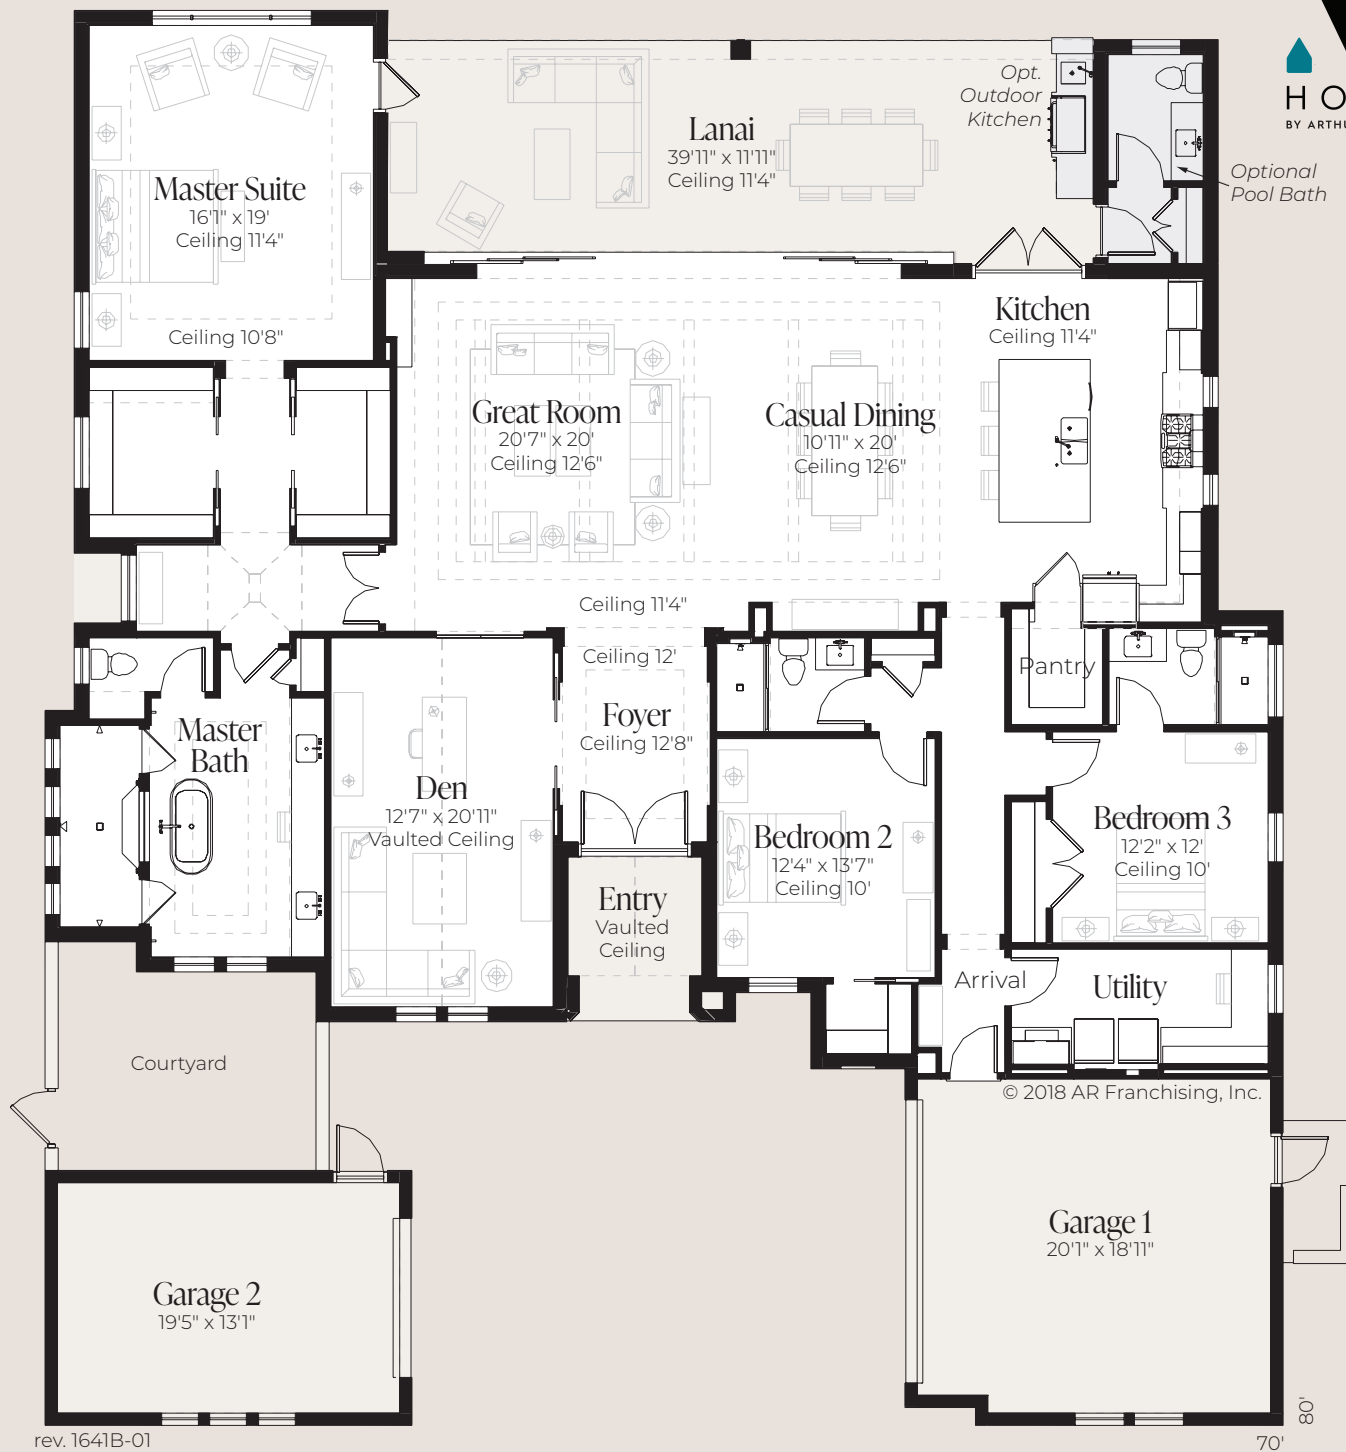 HO
BY ARTHU
Opt.
Outdoor
Kitchen
Lanai
39'11" x 11'11"
Ceiling 11'4"
Optional
Pool Bath
Master Suite
16'1" x 19'
Ceiling 11'4"
Ceiling 10'8"
Kitchen
Ceiling 11'4"
Great Room
20'7" x 20'
Ceiling 12'6"
Casual Dining
10'11" x 20'
Ceiling 12'6"
Ceiling 11'4"
Ceiling 12'
Foyer
Ceiling 12'8"
Pantry
Master
Bath
Den
12'7" x 20'11"
Vaulted Ceiling
Bedroom 2
12'4" x 13'7"
Ceiling 10'
Bedroom 3
12'2" x 12'
Ceiling 10'
Entry
Vaulted
Ceiling
Arrival
Utility
Courtyard
© 2018 AR Franchising, Inc.
Garage 1
20'1" x 18'11"
Garage 2
19'5" x 13'1"
80'
70'
rev. 1641B-01